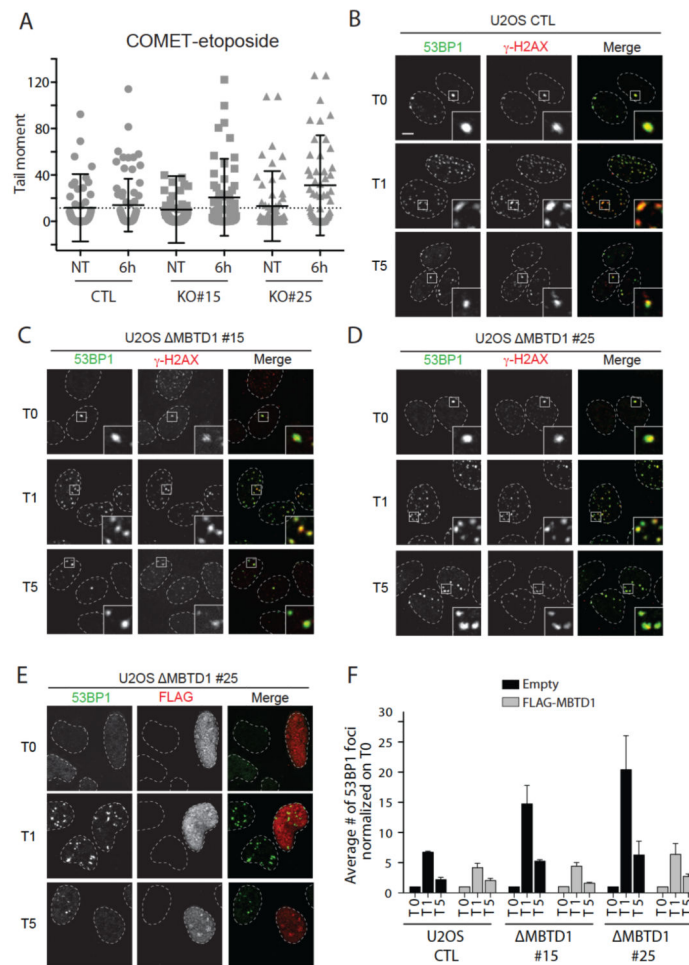 A
COMET-etoposide
Tail moment
120
80
40
0
NT 6h NT 6h NT 6h
CTL KO#15 KO#25
B
U2OS CTL
53BP1 γ-H2AX Merge
T0
T1
T5
C
U2OS ΔMBTD1 #15
53BP1 γ-H2AX Merge
T0
T1
T5
D
U2OS ΔMBTD1 #25
53BP1 γ-H2AX Merge
T0
T1
T5
E
U2OS ΔMBTD1 #25
53BP1 FLAG Merge
T0
T1
T5
F
Empty
FLAG-MBTD1
Average # of 53BP1 foci
normalized on T0
30
25
20
15
10
5
0
T0 T1 T5 T0 T1 T5 T0 T1 T5 T0 T1 T5 T0 T1 T5 T0 T1 T5
U2OS ΔMBTD1 ΔMBTD1
CTL #15 #25